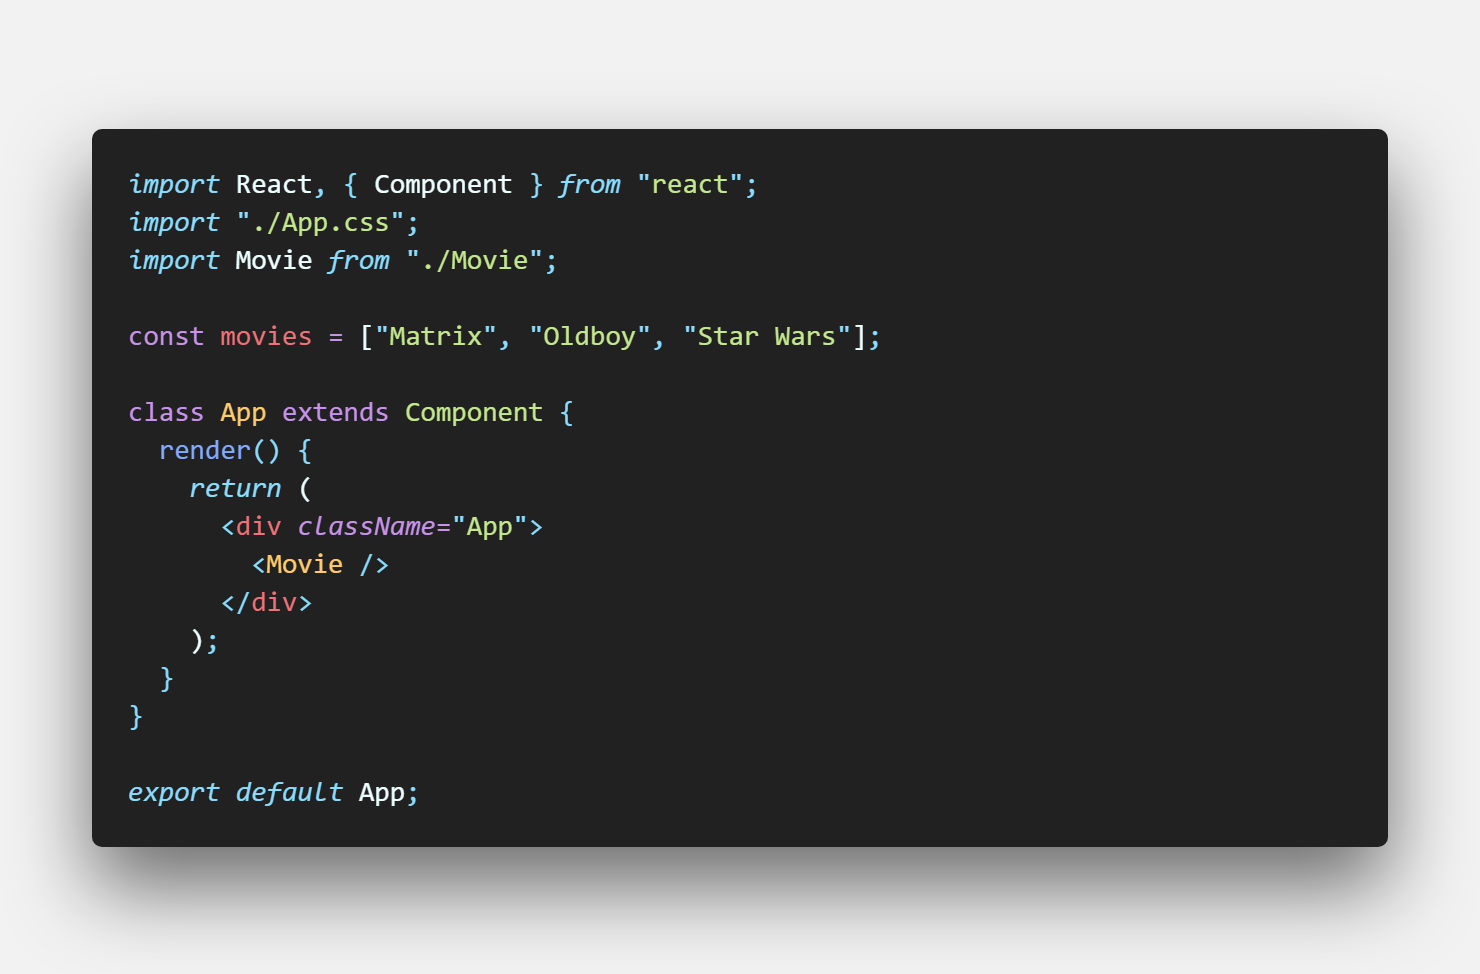 import React, { Component } from "react";
import "./App.css";
import Movie from "./Movie";

const movies = ["Matrix", "Oldboy", "Star Wars"];

class App extends Component {
  render() {
    return (
      <div className="App">
        <Movie />
      </div>
    );
  }
}

export default App;